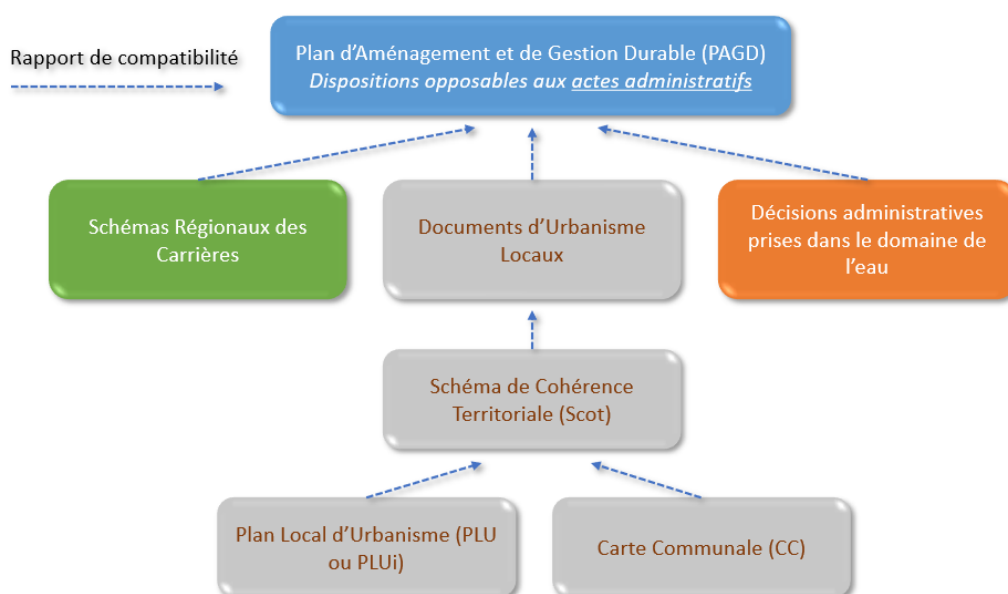 Rapport de compatibilité
Plan d’Aménagement et de Gestion Durable (PAGD)
Dispositions opposables aux actes administratifs
Schémas Régionaux des
Carrières
Documents d’Urbanisme
Locaux
Décisions administratives
prises dans le domaine de
l’eau
Schéma de Cohérence
Territoriale (Scot)
Plan Local d’Urbanisme (PLU
ou PLUi)
Carte Communale (CC)